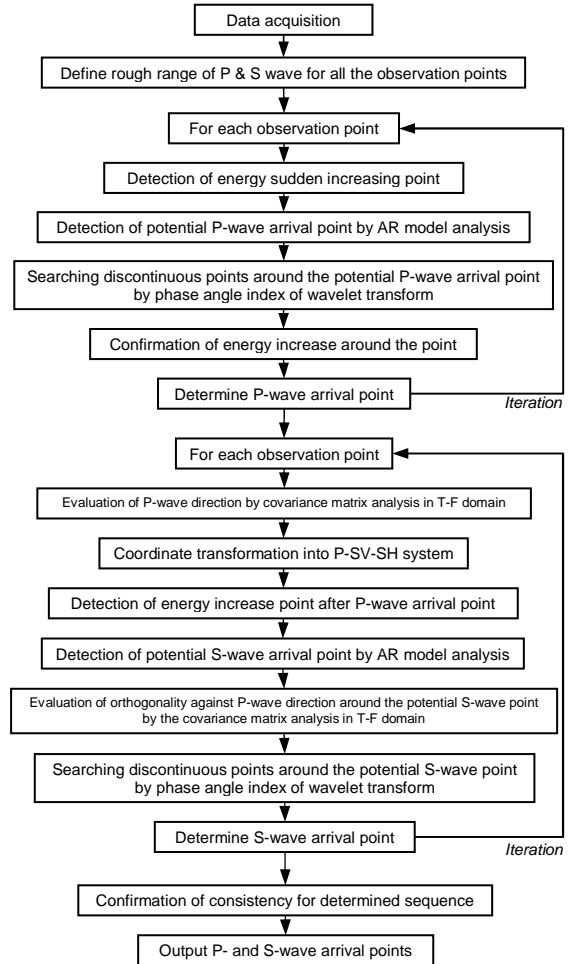 Data acquisition
Define rough range of P & S wave for all the observation points
For each observation point
Detection of energy sudden increasing point
Detection of potential P-wave arrival point by AR model analysis
Searching discontinuous points around the potential P-wave arrival point
by phase angle index of wavelet transform
Confirmation of energy increase around the point
Determine P-wave arrival point
Iteration
For each observation point
Evaluation of P-wave direction by covariance matrix analysis in T-F domain
Coordinate transformation into P-SV-SH system
Detection of energy increase point after P-wave arrival point
Detection of potential S-wave arrival point by AR model analysis
Evaluation of orthogonality against P-wave direction around the potential S-wave point
by the covariance matrix analysis in T-F domain
Searching discontinuous points around the potential S-wave point
by phase angle index of wavelet transform
Determine S-wave arrival point
Iteration
Confirmation of consistency for determined sequence
Output P- and S-wave arrival points